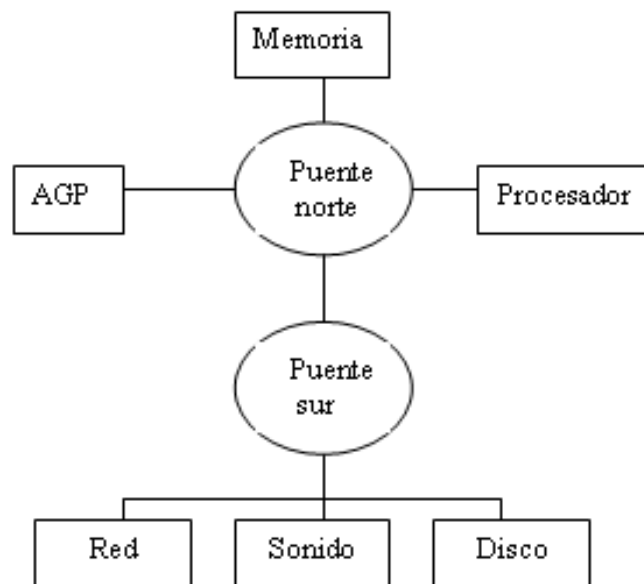 Memoria
AGP
Puente
norte
Procesador
Puente
sur
Red
Sonido
Disco